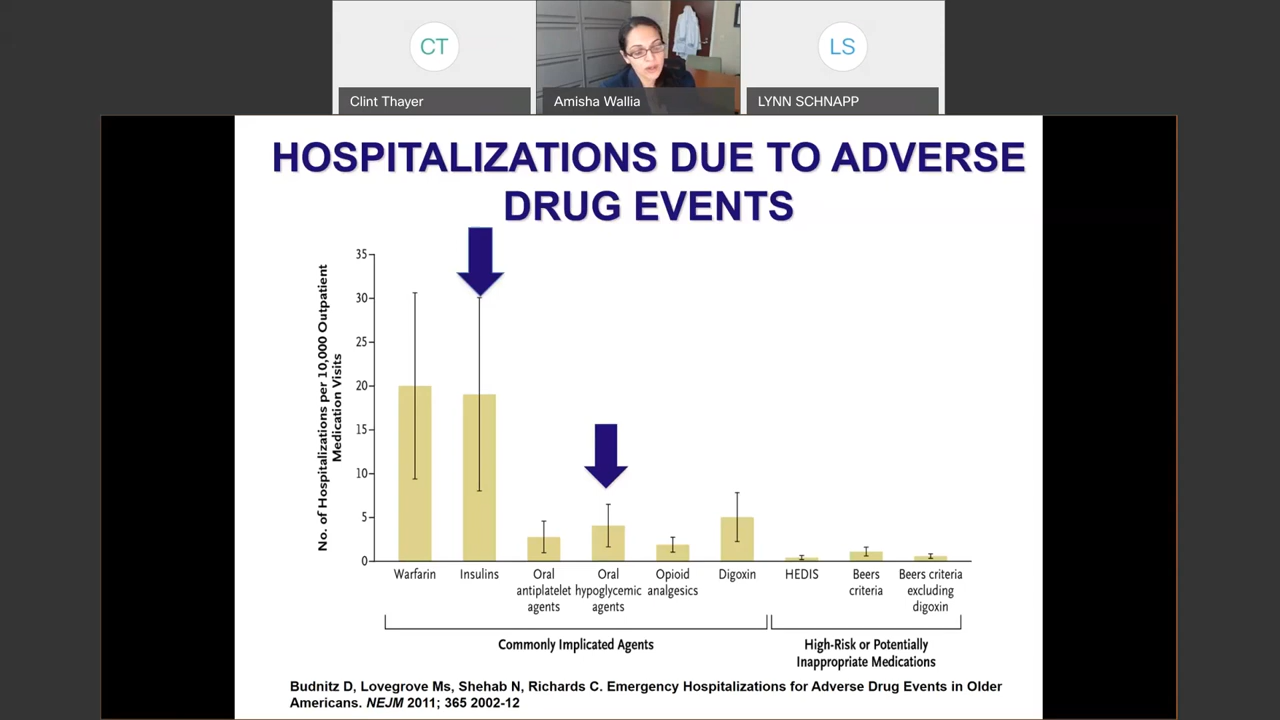 CT
LS
Clint Thayer
Amisha Wallia
LYNN SCHNAPP
HOSPITALIZATIONS DUE TO ADVERSE
DRUG EVENTS
No. of Hospitalizations per 10,000 Outpatient
Medication Visits
35
30
25
20
15
10
5
0
Warfarin
Insulins
Oral
antiplatelet
agents
Oral
hypoglycemic
agents
Opioid
analgesics
Digoxin
HEDIS
Beers
criteria
Beers criteria
excluding
digoxin
Commonly Implicated Agents
High-Risk or Potentially
Inappropriate Medications
Budnitz D, Lovegrove Ms, Shehab N, Richards C. Emergency Hospitalizations for Adverse Drug Events in Older
Americans. NEJM 2011; 365 2002-12